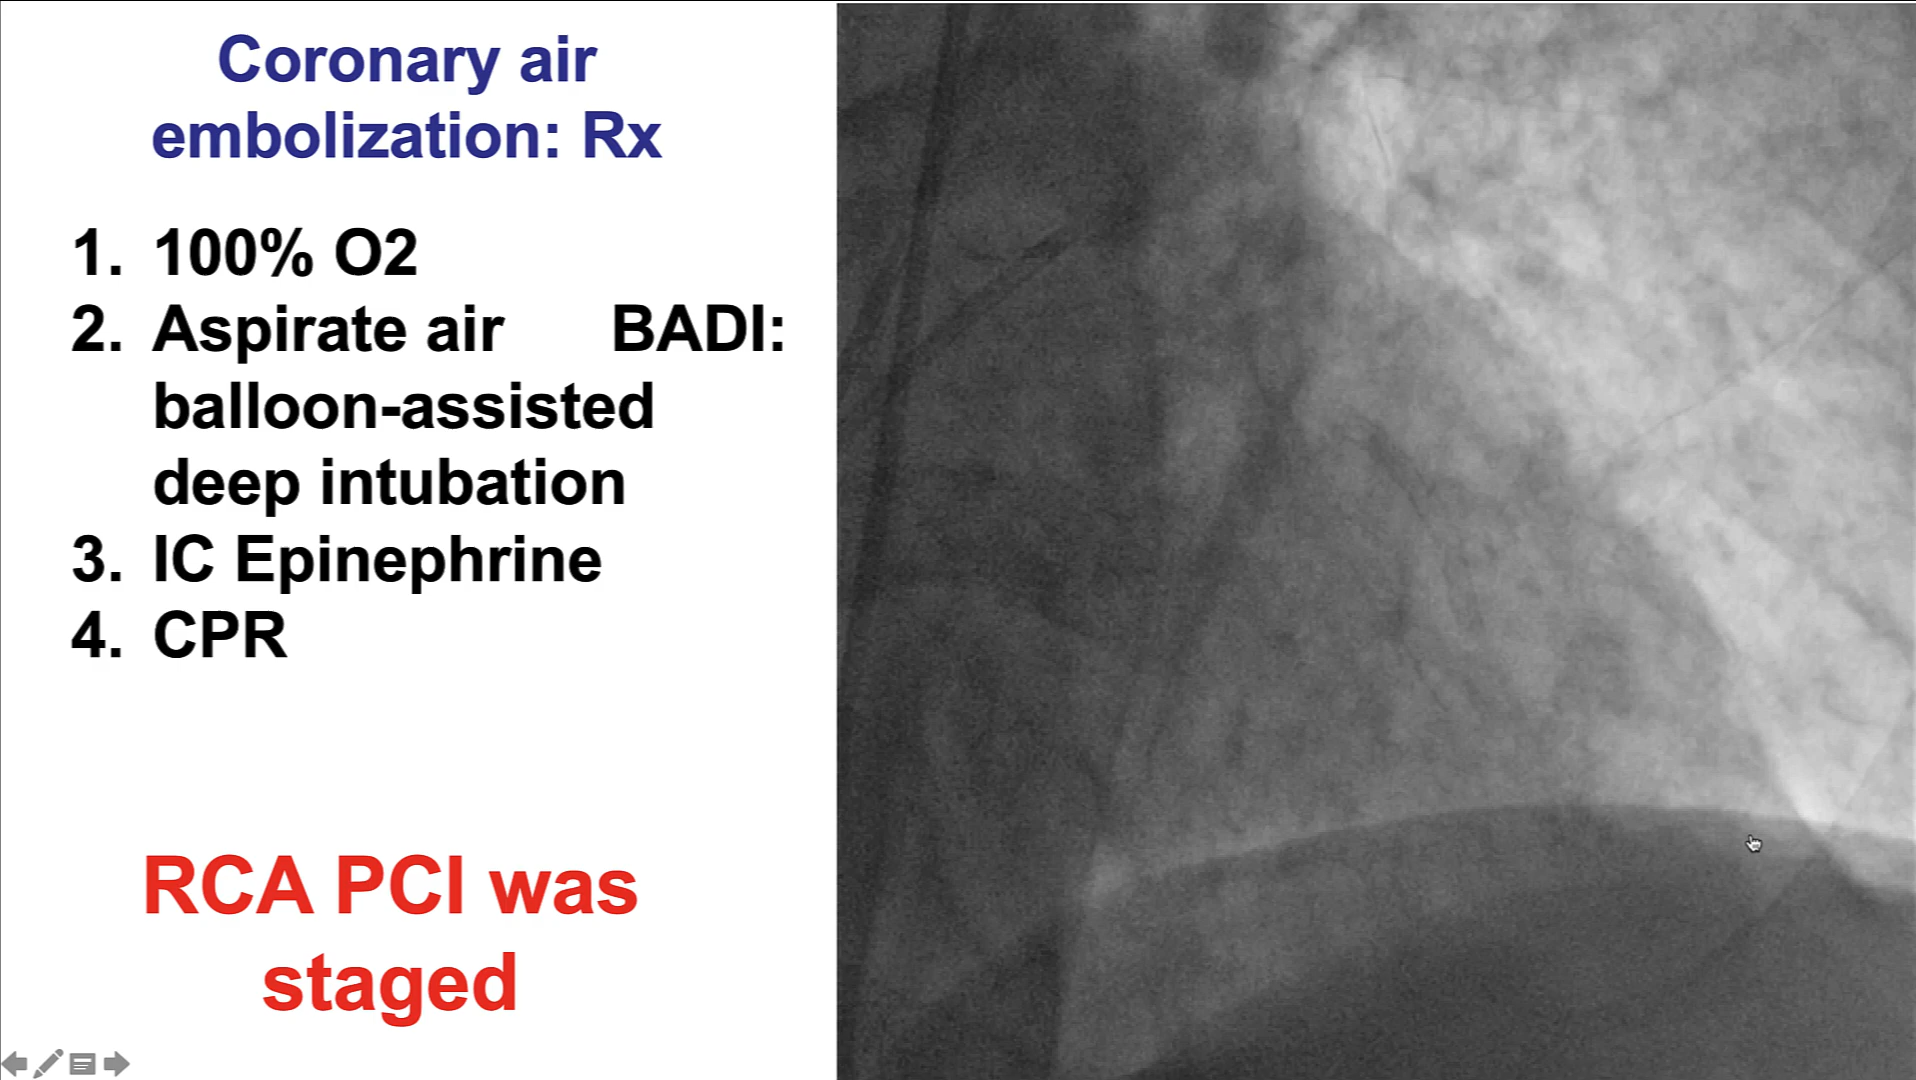 Coronary air
embolization: Rx
1. 100% O2
2. Aspirate air BADI:
balloon-assisted
deep intubation
3. IC Epinephrine
4. CPR
RCA PCI was
staged